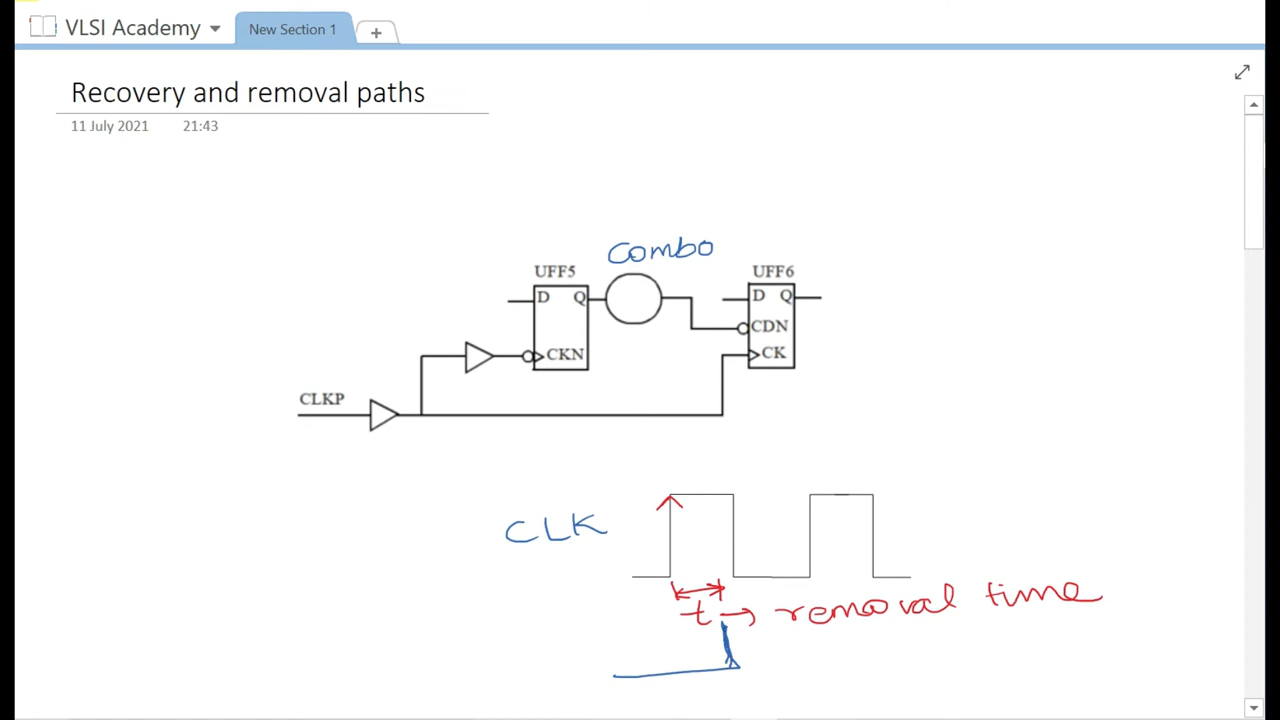 VLSI Academy
New Section 1
+
Recovery and removal paths
11 July 2021 21:43
Combo
UFF5
UFF6
D Q
D Q
CDN
CKN
CK
CLKP
CLK
t → removal time